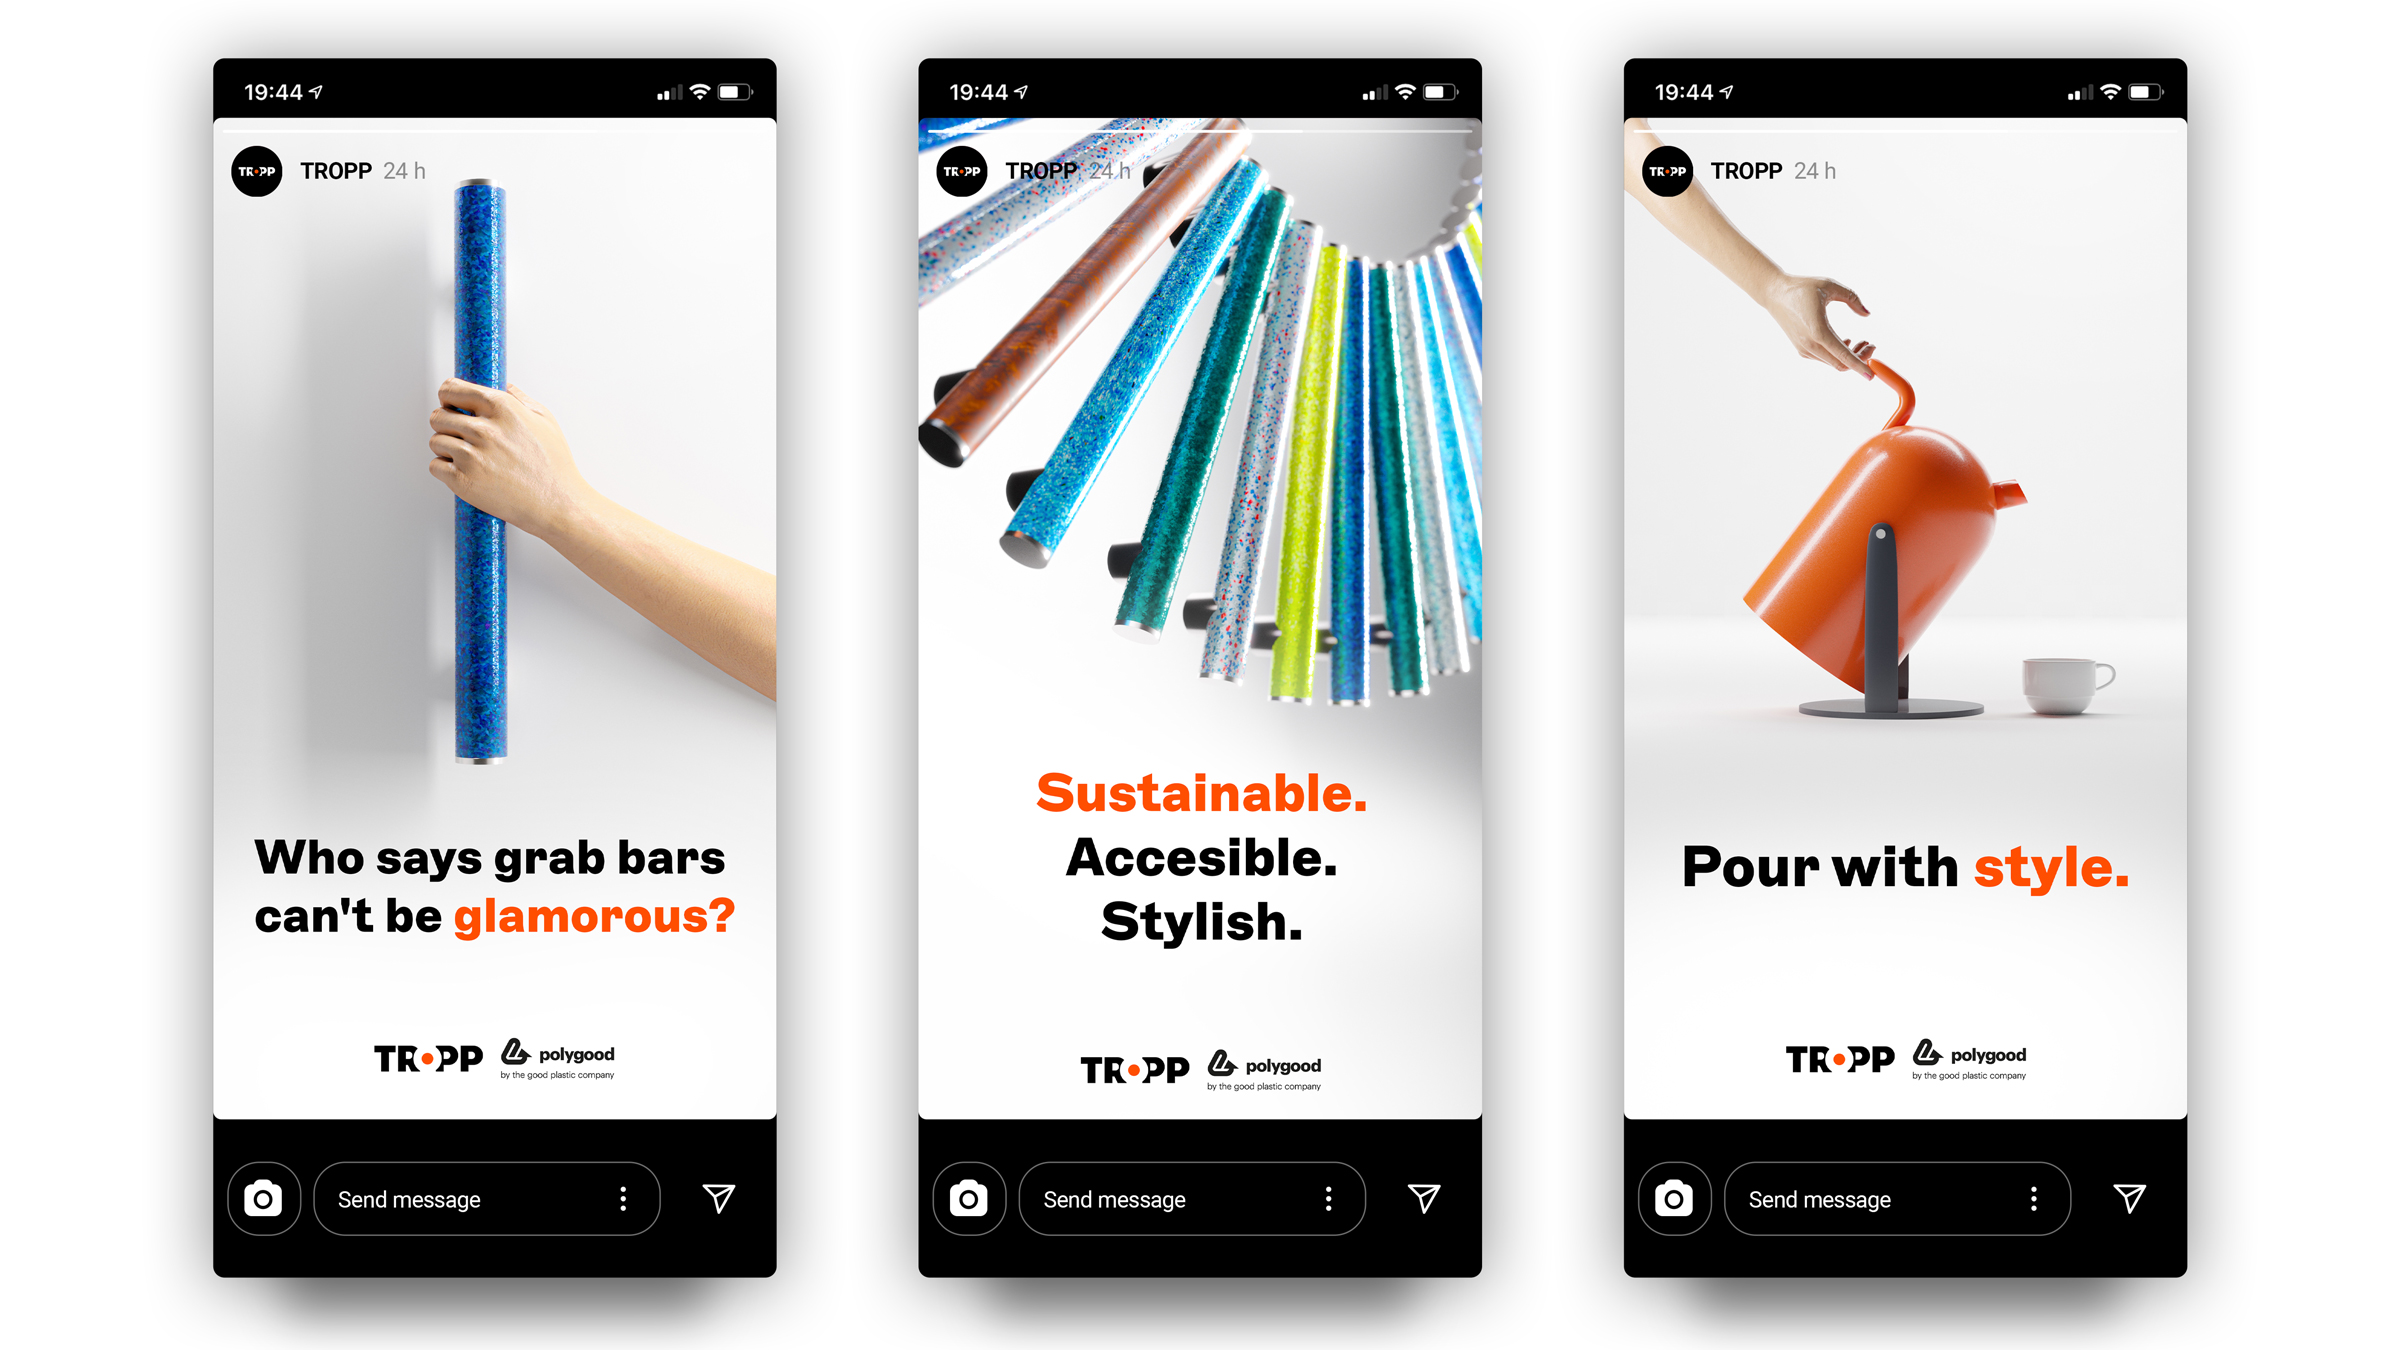 19:44
TR•PP TROPP 24 h
Who says grab bars
can't be glamorous?
TR•PP polygood
by the good plastic company
Send message
19:44
TR•PP TROPP 24 h
Sustainable.
Accesible.
Stylish.
TR•PP polygood
by the good plastic company
Send message
19:44
TR•PP TROPP 24 h
Pour with style.
TR•PP polygood
by the good plastic company
Send message